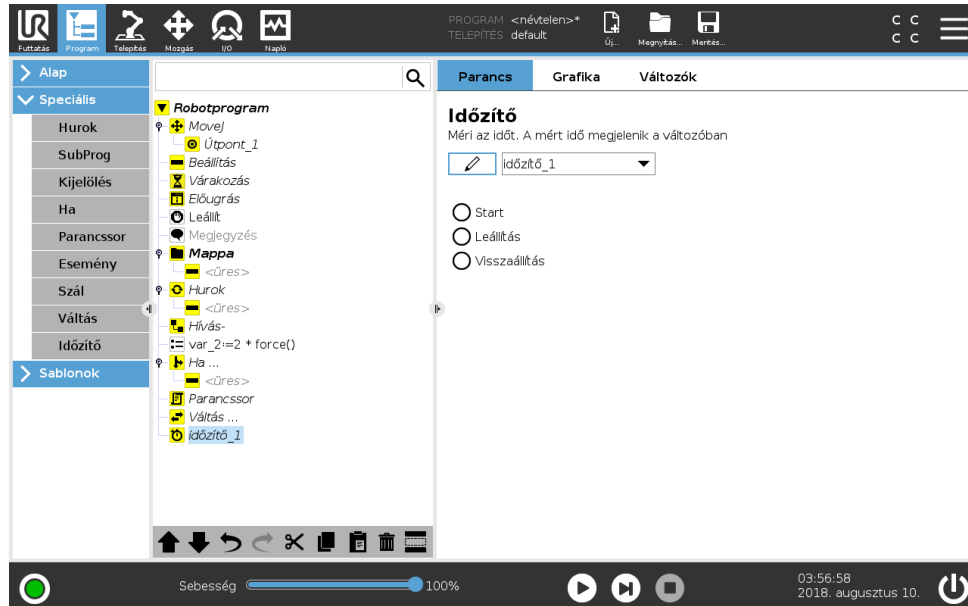 PROGRAM <névtelen>*
TELEPÍTÉS default
C C
C C
Futtatás Program Telepítés Mozgás I/O Napló Új... Megnyitás... Mentés...
Alap
Speciális
Hurok
SubProg
Kijelölés
Ha
Parancssor
Esemény
Szál
Váltás
Időzítő
Sablonok
Robotprogram
MoveJ
Útpont_1
Beállítás
Várakozás
Előugrás
Leállít
Megjegyzés
Mappa
<üres>
Hurok
<üres>
Hívás-
var_2:=2 * force()
Ha ...
<üres>
Parancssor
Váltás ...
időzítő_1
Parancs Grafika Változók
Időzítő
Méri az időt. A mért idő megjelenik a változóban
időzítő_1
Start
Leállítás
Visszaállítás
Sebesség 100%
03:56:58
2018. augusztus 10.